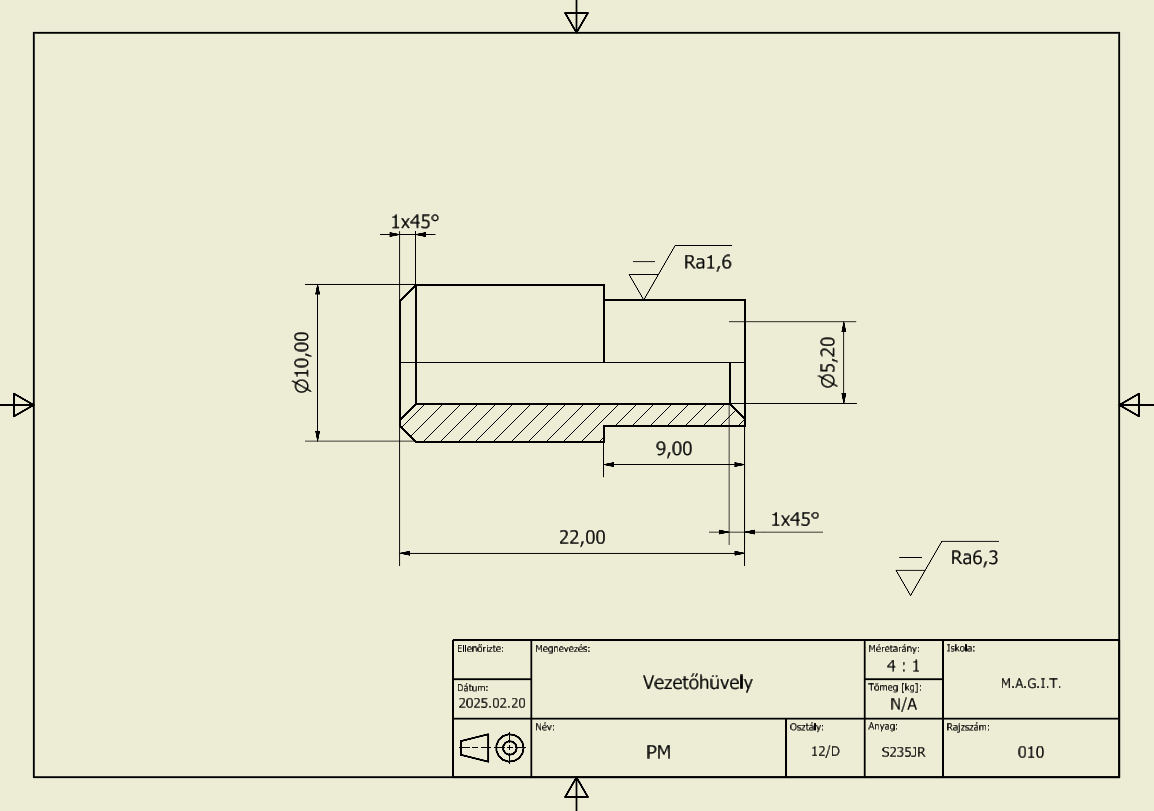 1x45°
Ra1,6
Ø10,00
Ø5,20
9,00
1x45°
22,00
Ra6,3
Ellenőrizte:
Megnevezés:
Vezetőhüvely
Méretarány:
4 : 1
Iskola:
M.A.G.I.T.
Dátum:
2025.02.20
Tömeg [kg]:
N/A
Név:
PM
Osztály:
12/D
Anyag:
S235JR
Rajzszám:
010